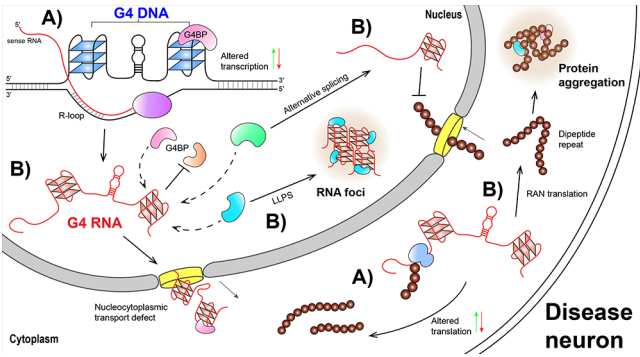 A)
G4 DNA
5'
sense RNA
G4BP
Altered
transcription
5'
3'
3'
5'
R-loop
B)
Nucleus
Alternative splicing
Protein
aggregation
Dipeptide
repeat
B)
G4BP
G4 RNA
LLPS
B)
RNA foci
B)
RAN translation
Nucleocytoplasmic
transport defect
A)
Altered
translation
Cytoplasm
Disease
neuron